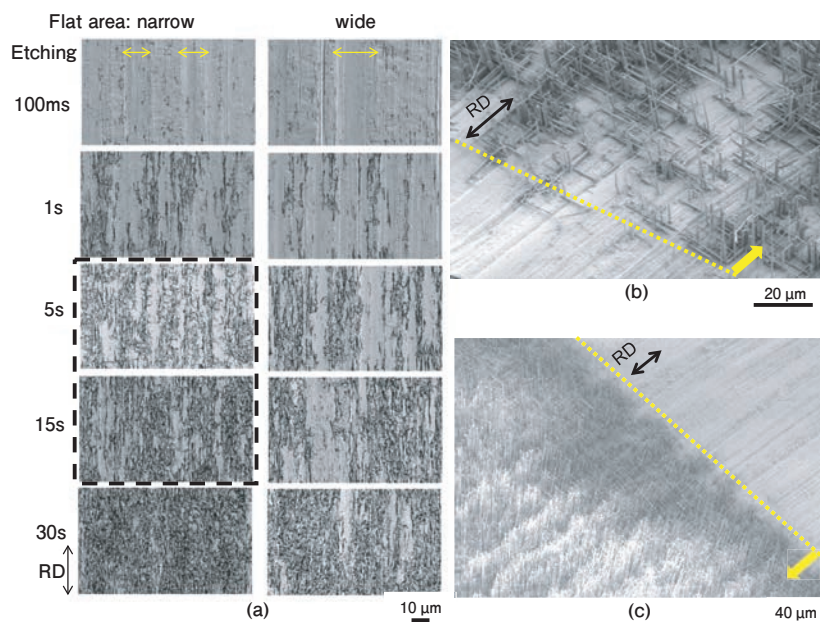 Flat area: narrow
wide
Etching
100ms
1s
5s
15s
30s
RD
(a)
10 µm
RD
(b)
20 µm
RD
(c)
40 µm